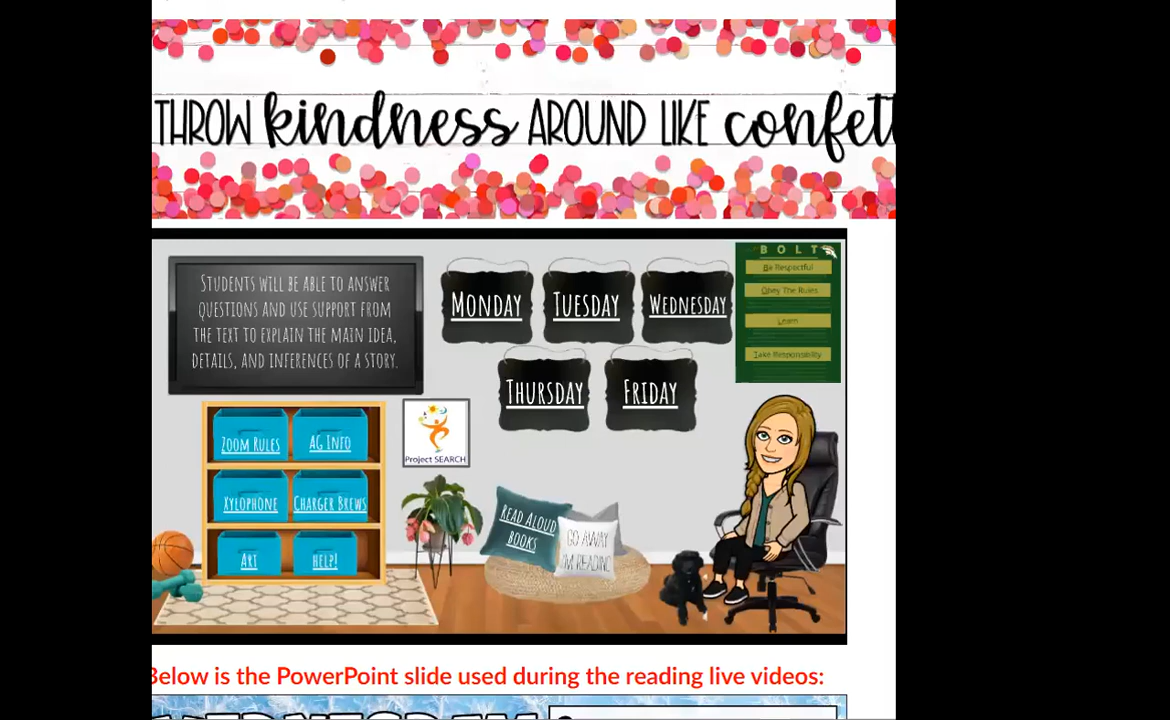 THROW kindness AROUND LIKE confett
STUDENTS WILL BE ABLE TO ANSWER
QUESTIONS AND USE SUPPORT FROM
THE TEXT TO EXPLAIN THE MAIN IDEA,
DETAILS, AND INFERENCES OF A STORY.
MONDAY
TUESDAY
WEDNESDAY
THURSDAY
FRIDAY
BOLT
Be Respectful
Obey The Rules
Learn
Take Responsibility
ZOOM RULES
AG INFO
XYLOPHONE
CHARGER BREWS
ART
HELP!
Project SEARCH
READ ALOUD
BOOKS
GO AWAY
I'M READING
Below is the PowerPoint slide used during the reading live videos: